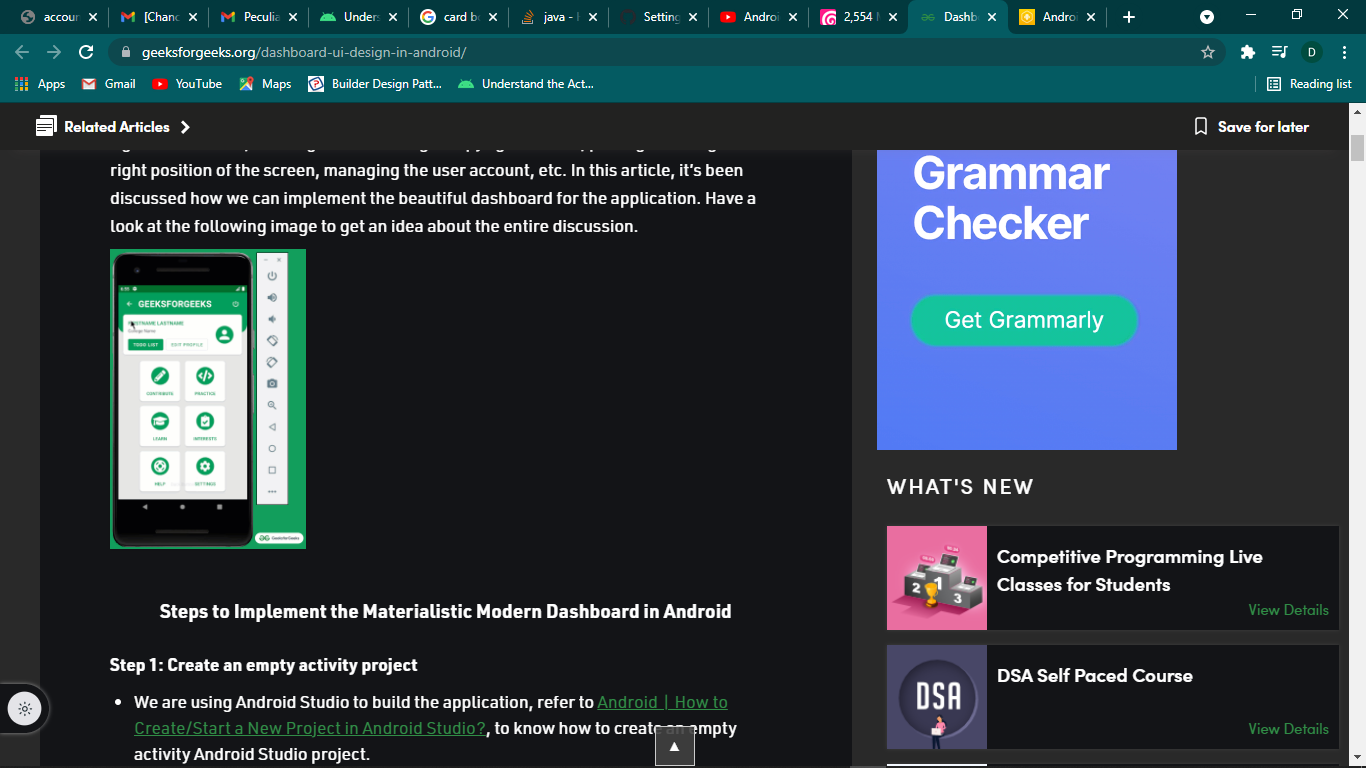 accour
[Chanc
Peculia
Unders
card bo
java - H
Setting
Androi
2,554 
Dashb
Andro
geeksforgeeks.org/dashboard-ui-design-in-android/
D
Apps
Gmail
YouTube
Maps
Builder Design Patt...
Understand the Act...
Reading list
Related Articles
Save for later
right position of the screen, managing the user account, etc. In this article, it's been
discussed how we can implement the beautiful dashboard for the application. Have a
look at the following image to get an idea about the entire discussion.
GEEKSFORGEEKS
LASTNAME
College Name
TODO LIST EDIT PROFILE
CONTRIBUTE PRACTICE
LEARN INTERESTS
HELP SETTINGS
GeeksforGeeks
Steps to Implement the Materialistic Modern Dashboard in Android
Step 1: Create an empty activity project
• We are using Android Studio to build the application, refer to Android | How to
Create/Start a New Project in Android Studio?, to know how to create an empty
activity Android Studio project.
Grammar
Checker
Get Grammarly
WHAT'S NEW
2 1 3
Competitive Programming Live
Classes for Students
View Details
DSA
DSA Self Paced Course
View Details